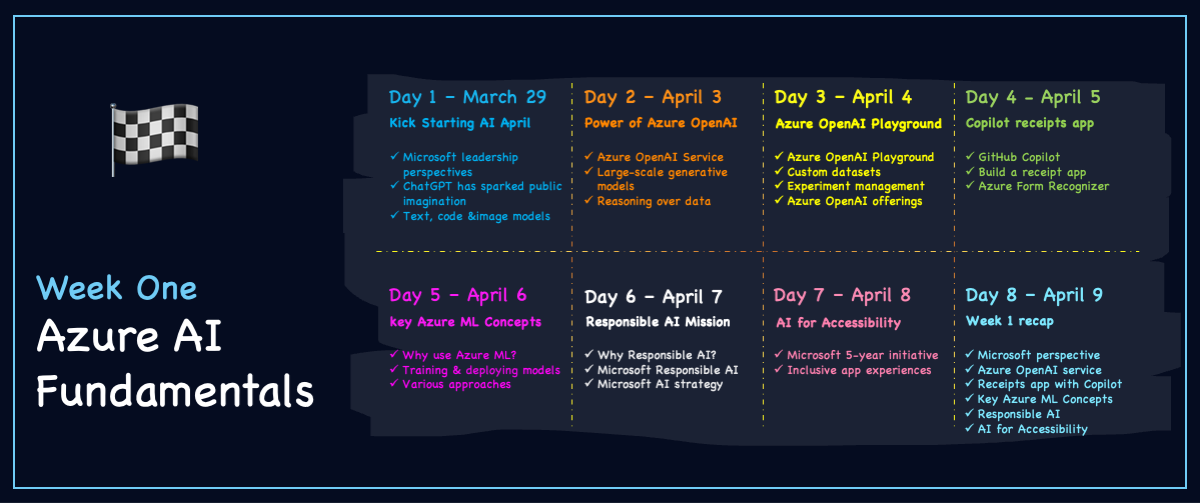 Week One
Azure AI
Fundamentals
Day 1 – March 29
Kick Starting AI April
✓ Microsoft leadership
perspectives
✓ ChatGPT has sparked public
imagination
✓ Text, code &image models
Day 2 – April 3
Power of Azure OpenAI
✓ Azure OpenAI Service
✓ Large-scale generative
models
✓ Reasoning over data
Day 3 – April 4
Azure OpenAI Playground
✓ Azure OpenAI Playground
✓ Custom datasets
✓ Experiment management
✓ Azure OpenAI offerings
Day 4 - April 5
Copilot receipts app
✓ GitHub Copilot
✓ Build a receipt app
✓ Azure Form Recognizer
Day 5 – April 6
key Azure ML Concepts
✓ Why use Azure ML?
✓ Training & deploying models
✓ Various approaches
Day 6 – April 7
Responsible AI Mission
✓ Why Responsible AI?
✓ Microsoft Responsible AI
✓ Microsoft AI strategy
Day 7 – April 8
AI for Accessibility
✓ Microsoft 5-year initiative
✓ Inclusive app experiences
Day 8 – April 9
Week 1 recap
✓ Microsoft perspective
✓ Azure OpenAI service
✓ Receipts app with Copilot
✓ Key Azure ML Concepts
✓ Responsible AI
✓ AI for Accessibility